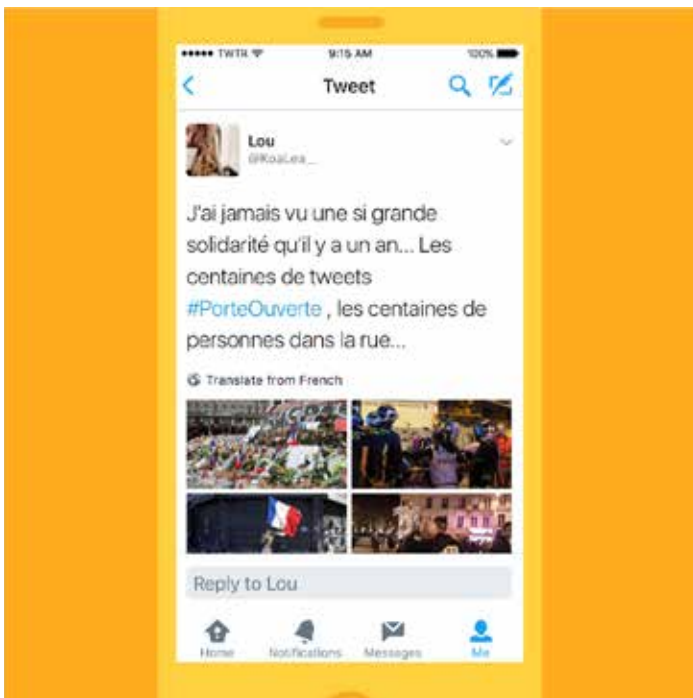 TWTR 9:15 AM 100%
Tweet
Lou
@KoaLea_
J'ai jamais vu une si grande
solidarité qu'il y a un an... Les
centaines de tweets
#PorteOuverte , les centaines de
personnes dans la rue...
Translate from French
Reply to Lou
Home Notifications Messages Me